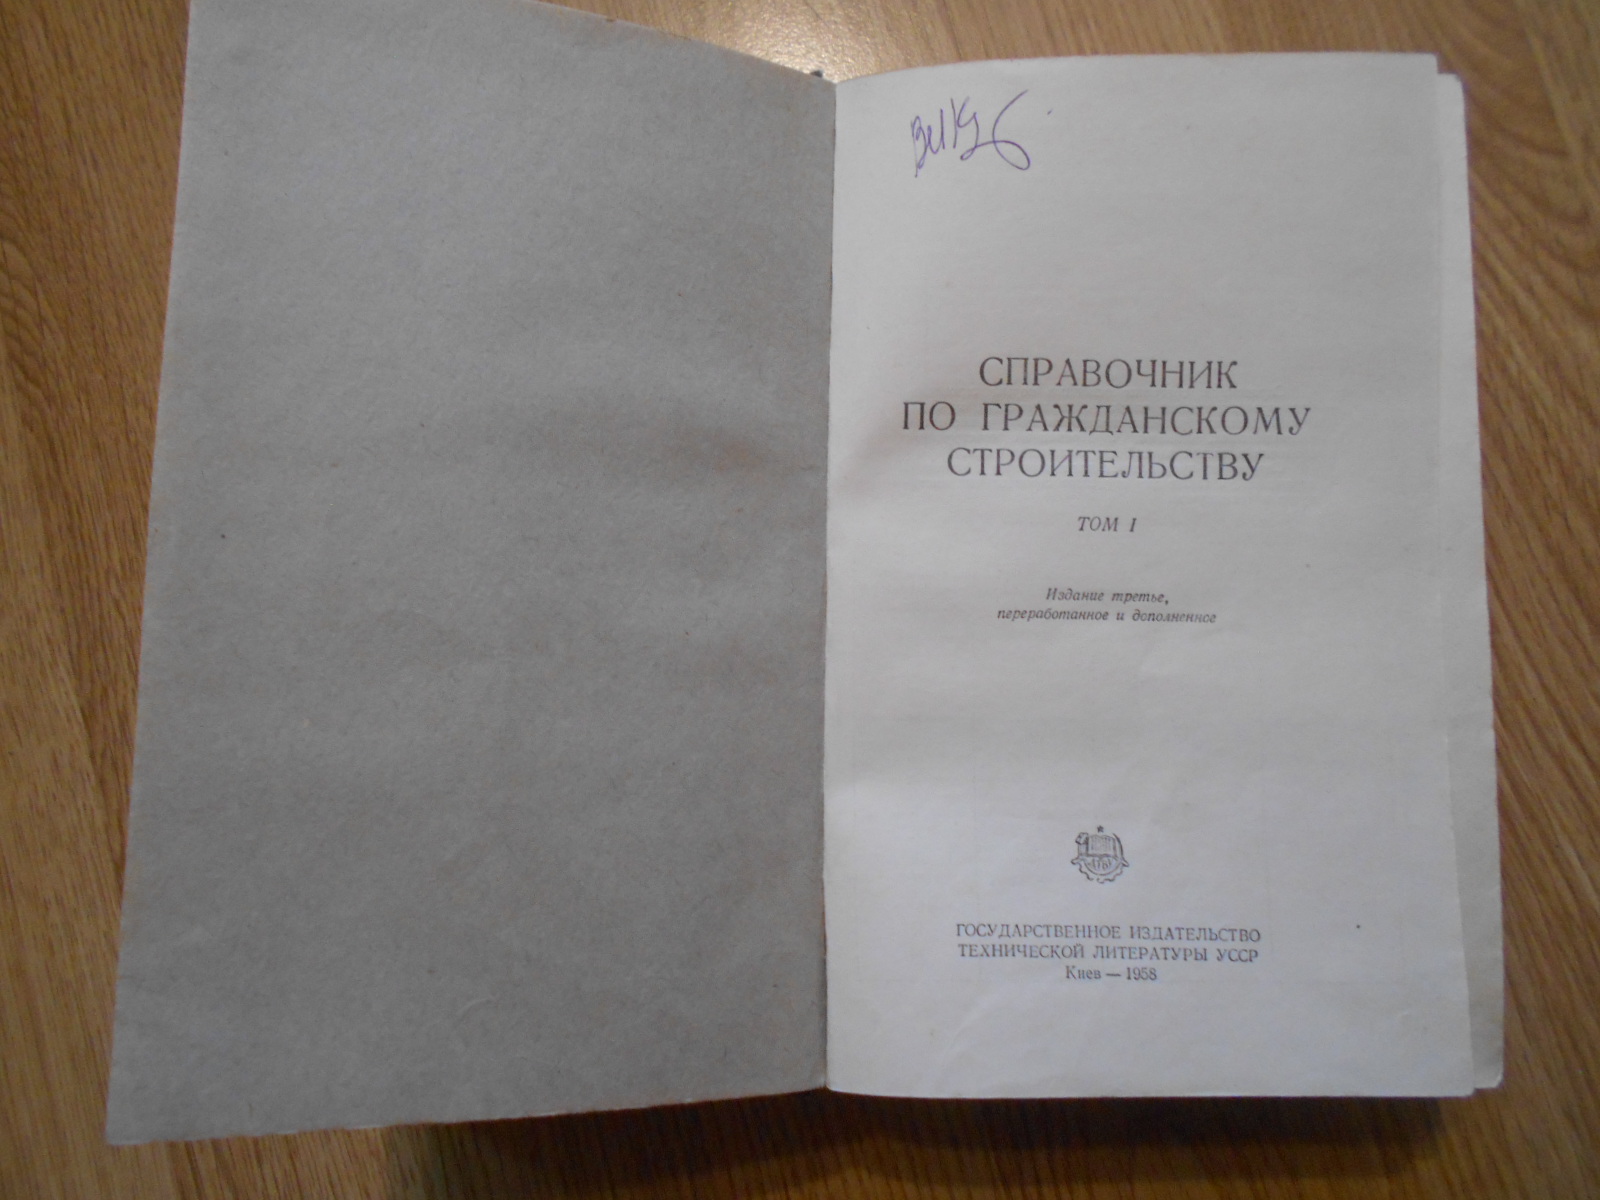 СПРАВОЧНИК
ПО ГРАЖДАНСКОМУ
СТРОИТЕЛЬСТВУ
ТОМ I
Издание третье,
переработанное и дополненное
ГОСУДАРСТВЕННОЕ ИЗДАТЕЛЬСТВО
ТЕХНИЧЕСКОЙ ЛИТЕРАТУРЫ УССР
Киев — 1958